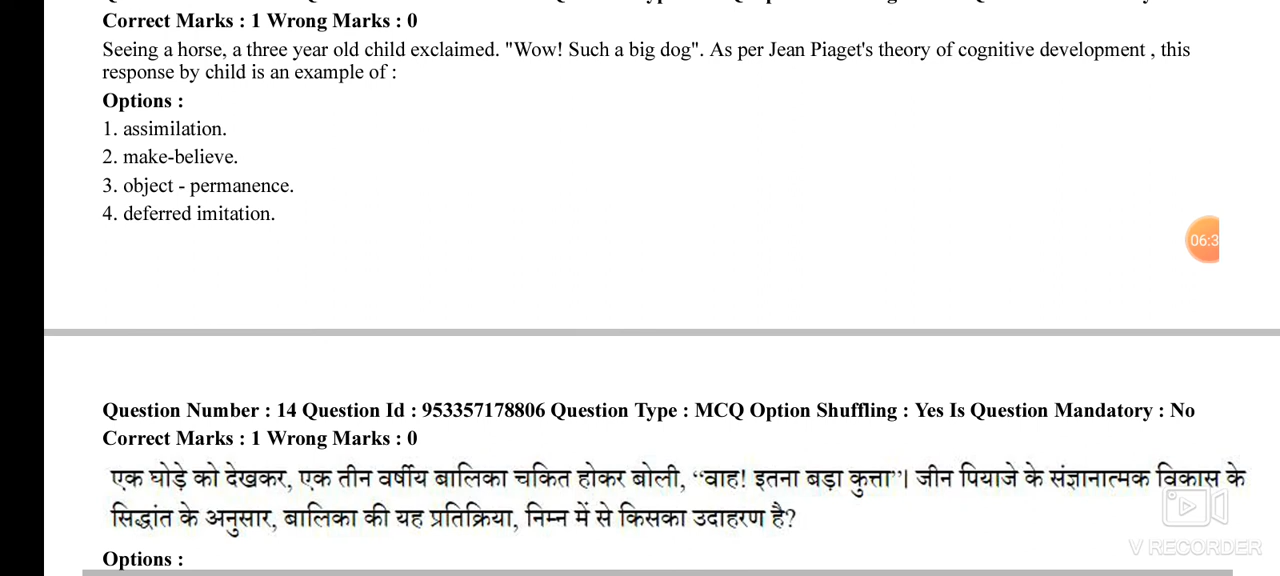 Correct Marks : 1 Wrong Marks : 0
Seeing a horse, a three year old child exclaimed. "Wow! Such a big dog". As per Jean Piaget's theory of cognitive development , this
response by child is an example of :
Options :
1. assimilation.
2. make-believe.
3. object - permanence.
4. deferred imitation.
06:3
Question Number : 14 Question Id : 953357178806 Question Type : MCQ Option Shuffling : Yes Is Question Mandatory : No
Correct Marks : 1 Wrong Marks : 0
एक घोड़े को देखकर, एक तीन वर्षीय बालिका चकित होकर बोली, “वाह! इतना बड़ा कुत्ता”। जीन पियाजे के संज्ञानात्मक विकास के
सिद्धांत के अनुसार, बालिका की यह प्रतिक्रिया, निम्न में से किसका उदाहरण है?
V RECORDER
Options :